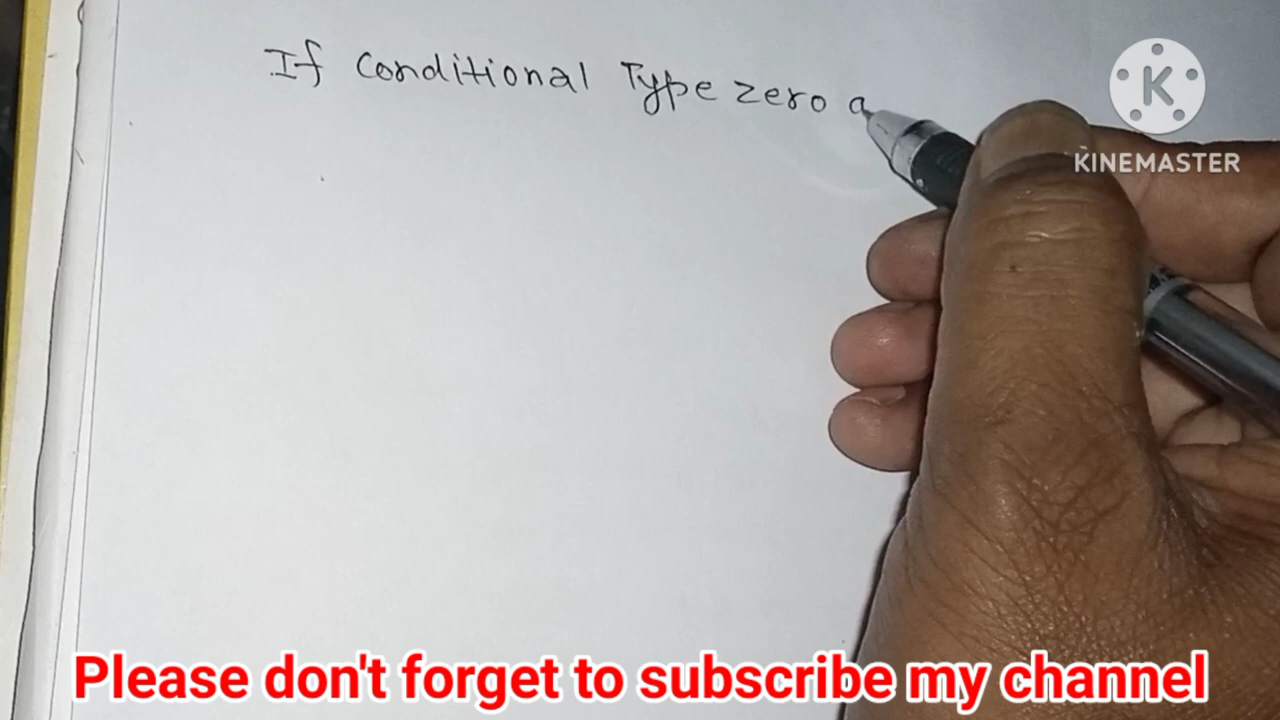 If Conditional Type zero a
K
KINEMASTER
Please don't forget to subscribe my channel